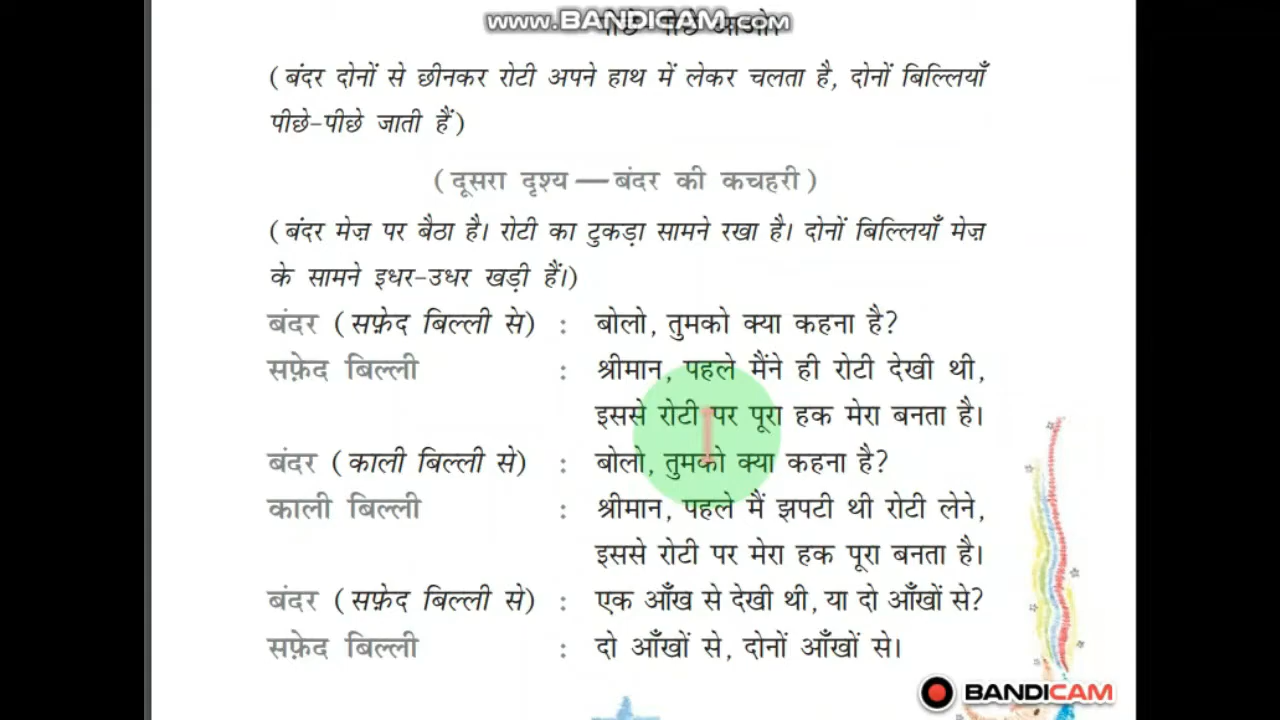 www.BANDICAM.com
पीछे-पीछे आओ।
(बंदर दोनों से छीनकर रोटी अपने हाथ में लेकर चलता है, दोनों बिल्लियाँ
पीछे-पीछे जाती हैं)
(दूसरा दृश्य — बंदर की कचहरी)
(बंदर मेज़ पर बैठा है। रोटी का टुकड़ा सामने रखा है। दोनों बिल्लियाँ मेज़
के सामने इधर-उधर खड़ी हैं।)
बंदर (सफ़ेद बिल्ली से) : बोलो, तुमको क्या कहना है?
सफ़ेद बिल्ली : श्रीमान, पहले मैंने ही रोटी देखी थी,
इससे रोटी पर पूरा हक मेरा बनता है।
बंदर (काली बिल्ली से) : बोलो, तुमको क्या कहना है?
काली बिल्ली : श्रीमान, पहले मैं झपटी थी रोटी लेने,
इससे रोटी पर मेरा हक पूरा बनता है।
बंदर (सफ़ेद बिल्ली से) : एक आँख से देखी थी, या दो आँखों से?
सफ़ेद बिल्ली : दो आँखों से, दोनों आँखों से।
BANDICAM